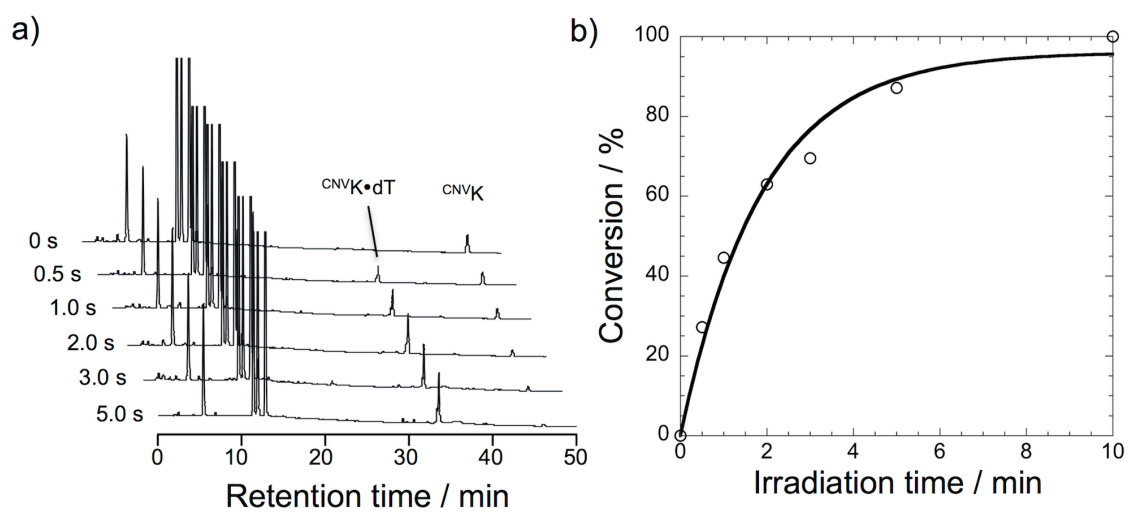 a)
CNVK•dT
CNVK
0 s
0.5 s
1.0 s
2.0 s
3.0 s
5.0 s
0 10 20 30 40 50
Retention time / min
b)
100
80
60
40
20
0
0 2 4 6 8 10
Conversion / %
Irradiation time / min